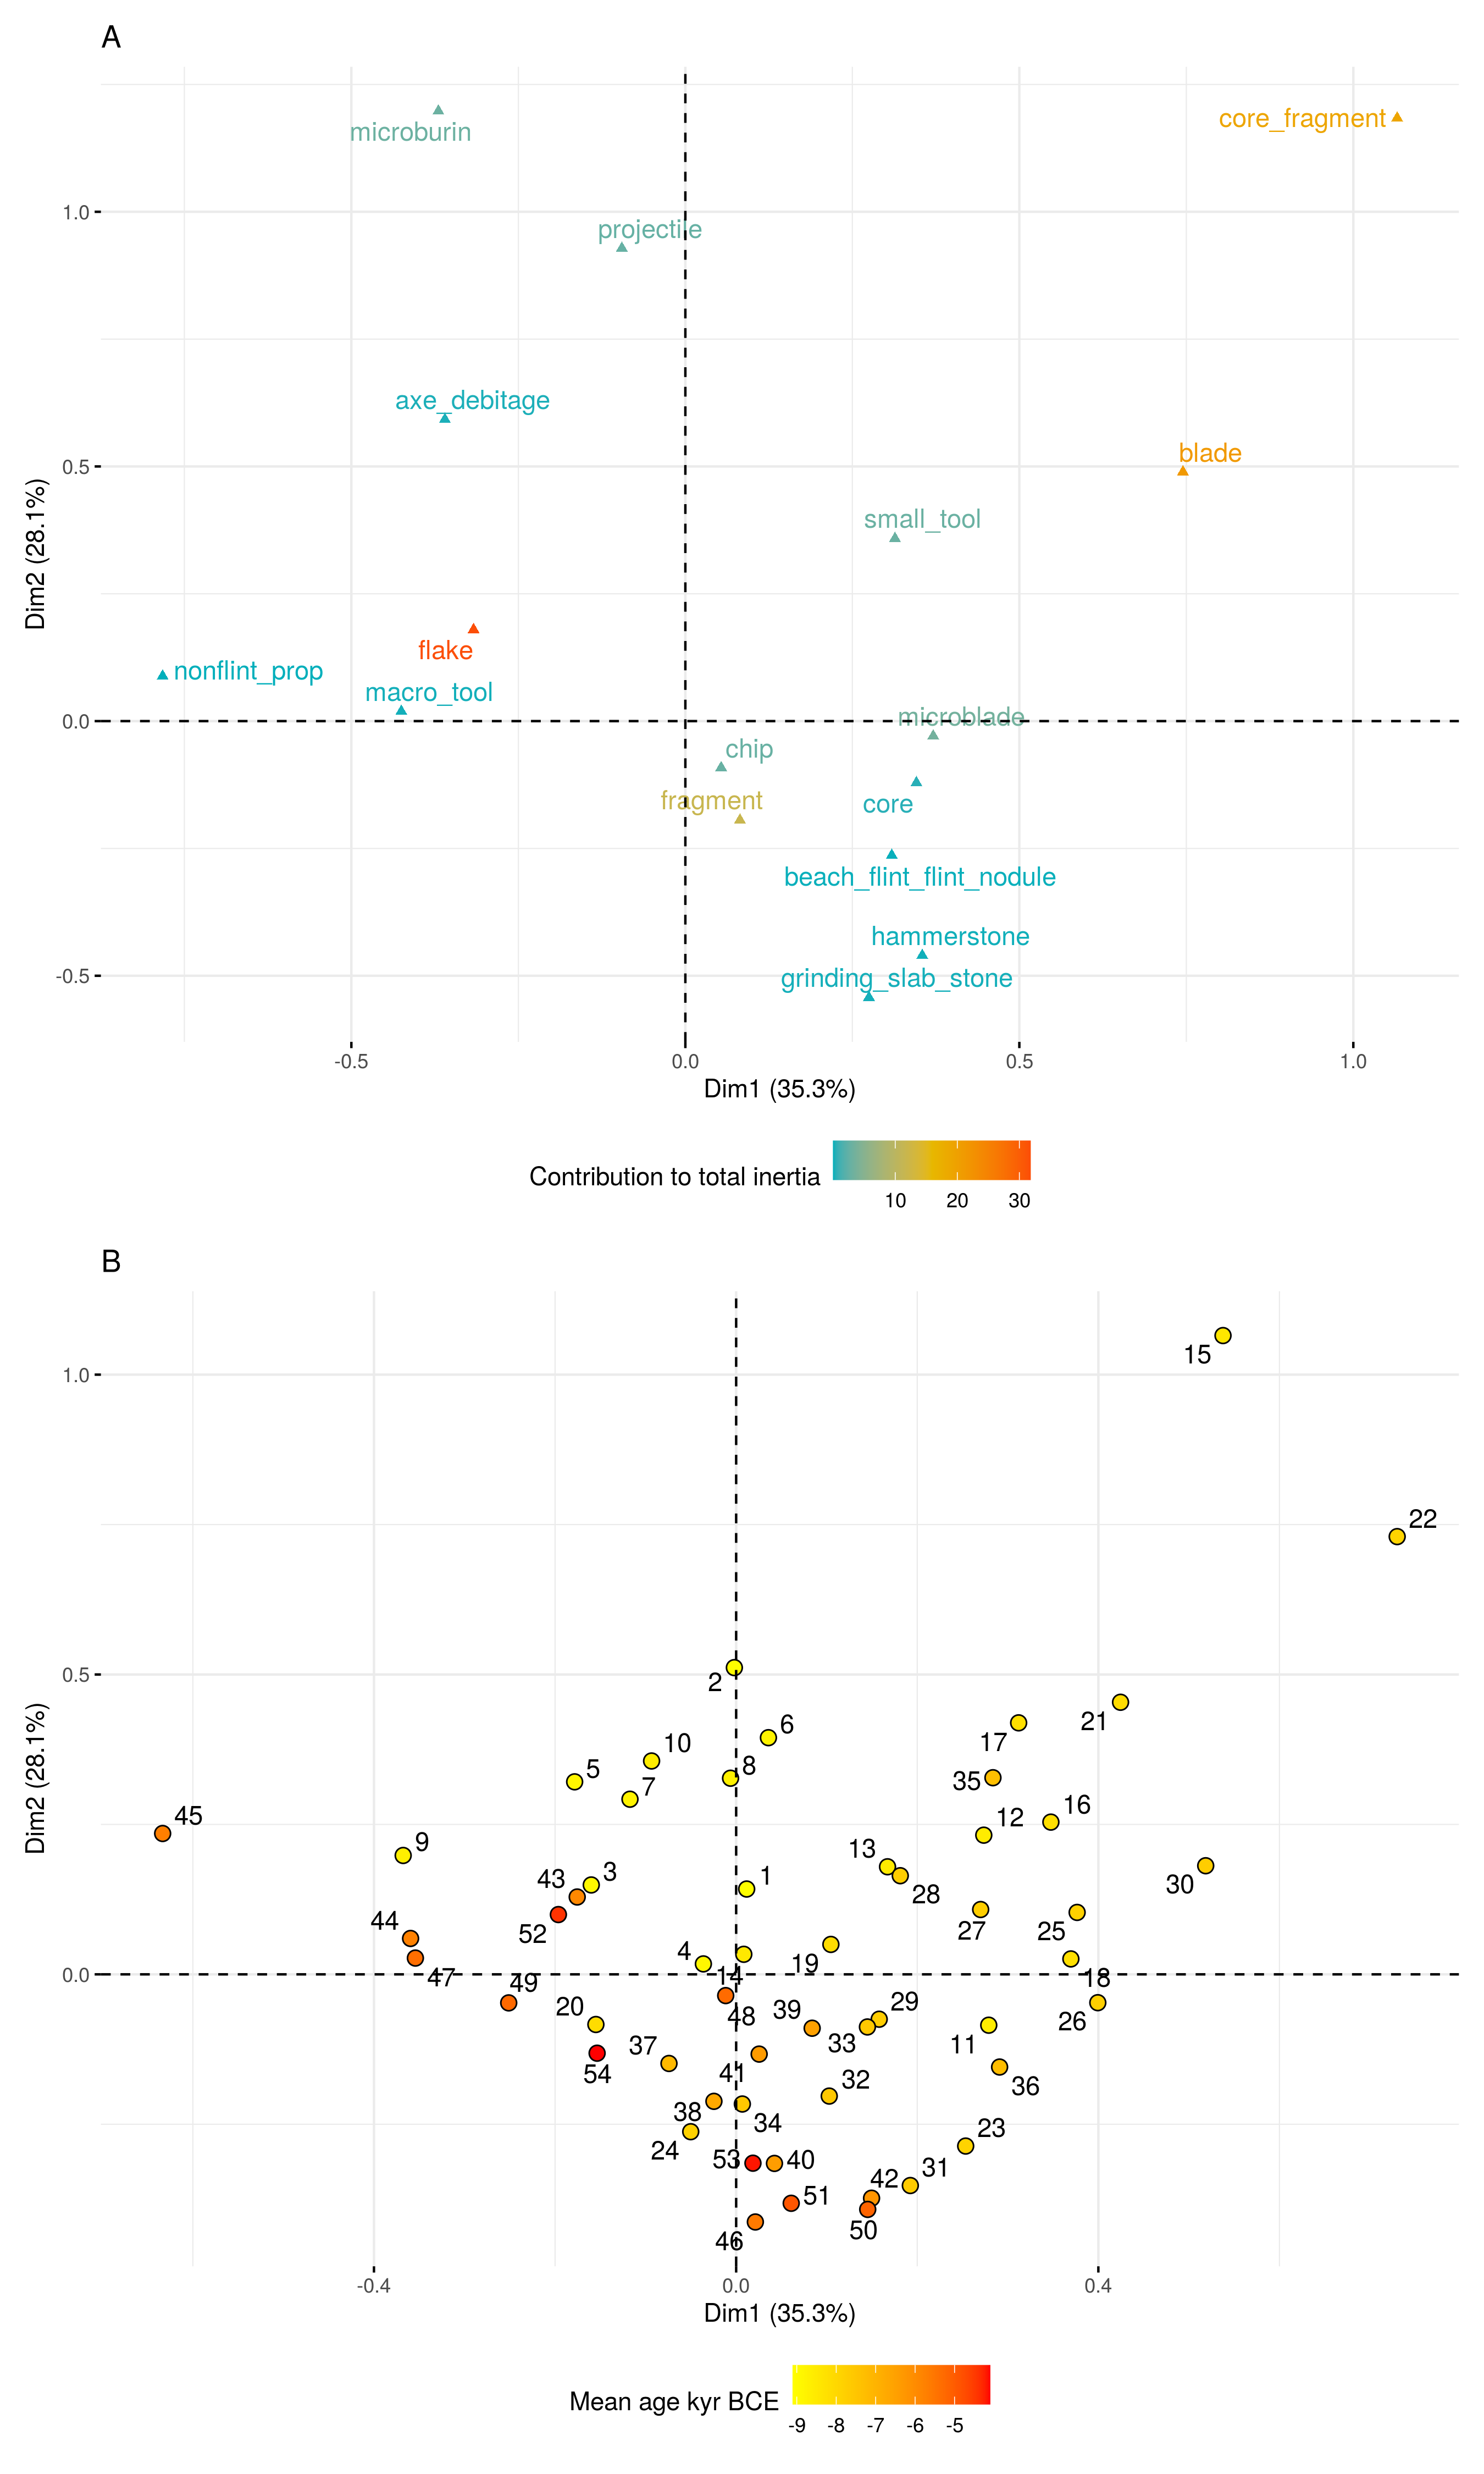 A
microburin
core_fragment
1.0
projectile
axe_debitage
blade
0.5
small_tool
flake
nonflint_prop
macro_tool
0.0
microblade
chip
fragment
core
beach_flint_flint_nodule
hammerstone
-0.5
grinding_slab_stone
-0.5 0.0 0.5 1.0
Dim1 (35.3%)
Dim2 (28.1%)
Contribution to total inertia
10 20 30
B
15
1.0
22
0.5
2
21
6
17
10
8
5
35
7
16
45
12
9
13
3
43
1
30
28
52
27
25
44
4
19
0.0
14
18
47
49
29
20
39
48
26
33
11
37
54
41
32
36
38
34
23
24
53
40
31
42
51
50
46
-0.4 0.0 0.4
Dim1 (35.3%)
Dim2 (28.1%)
Mean age kyr BCE
-9 -8 -7 -6 -5